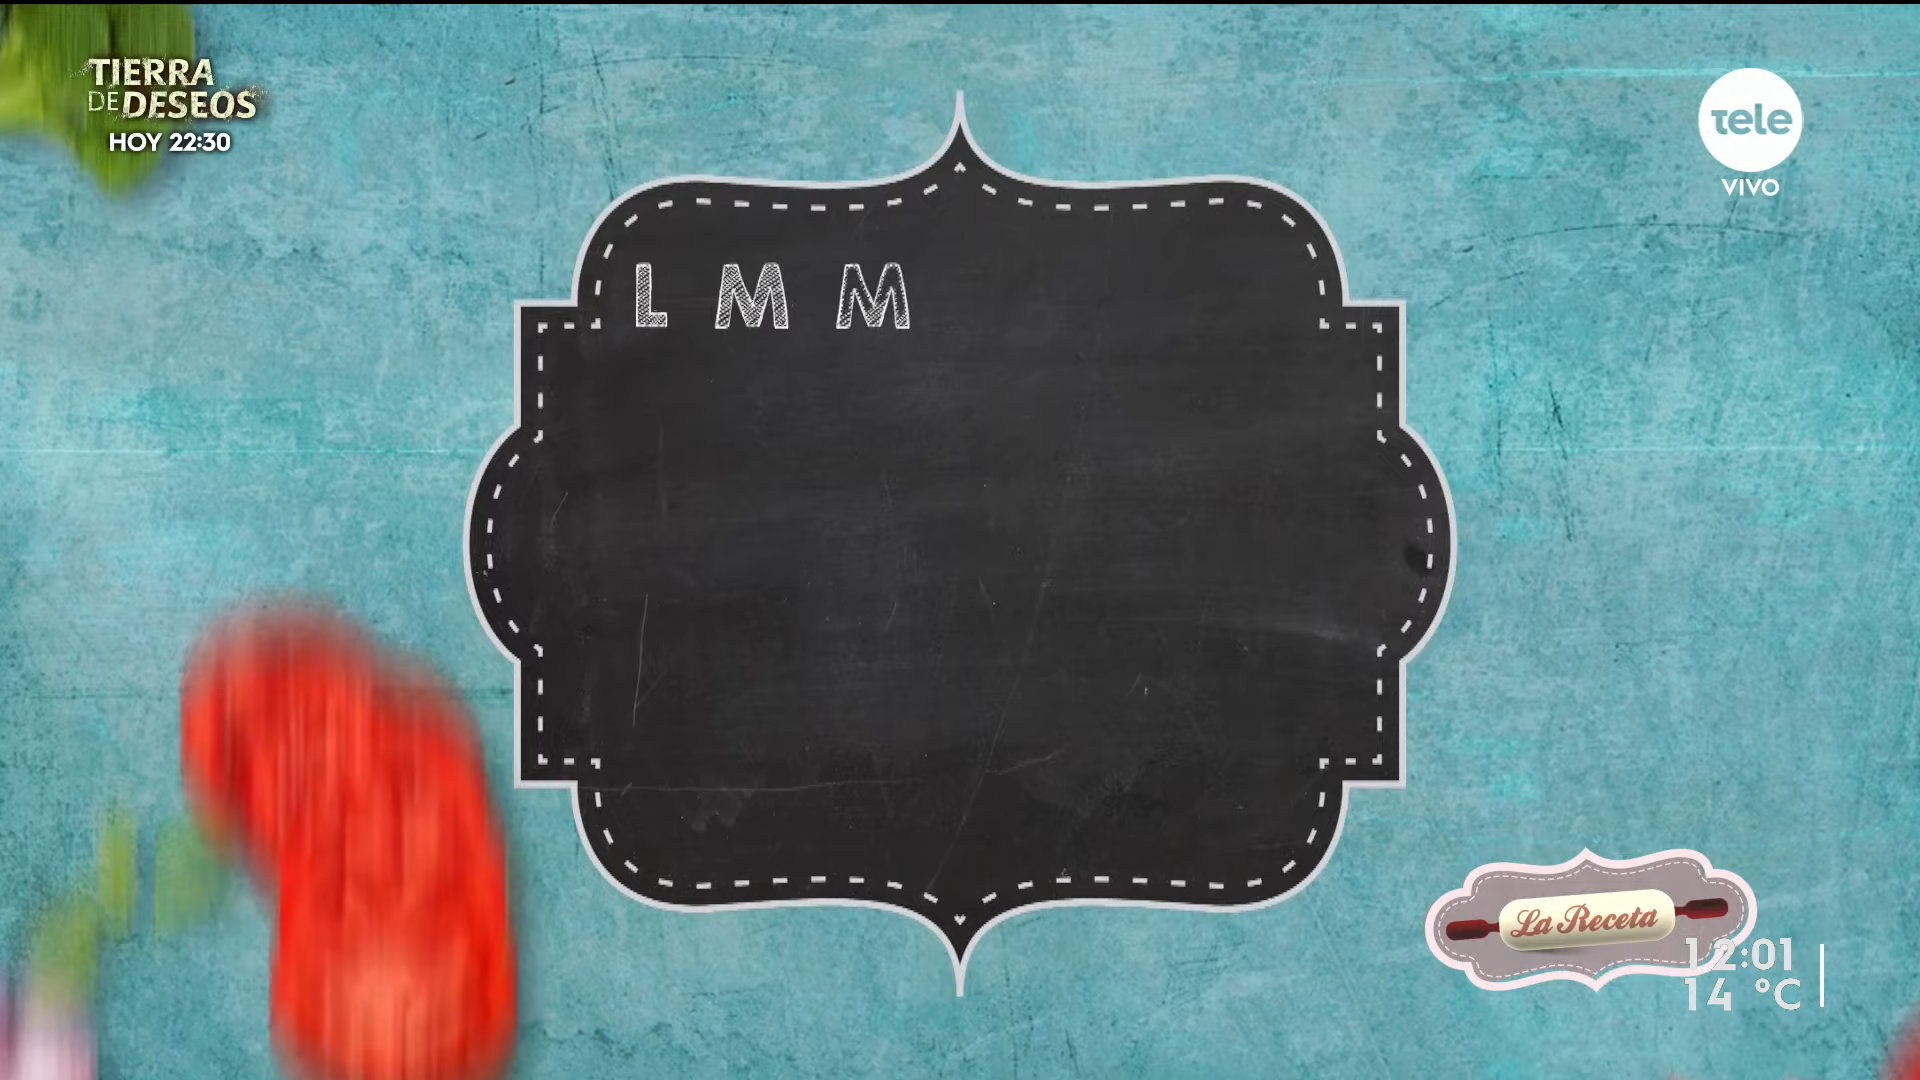 TIERRA
DE DESEOS
HOY 22:30
tele
VIVO
L M M
La Receta
12:01
14 °C